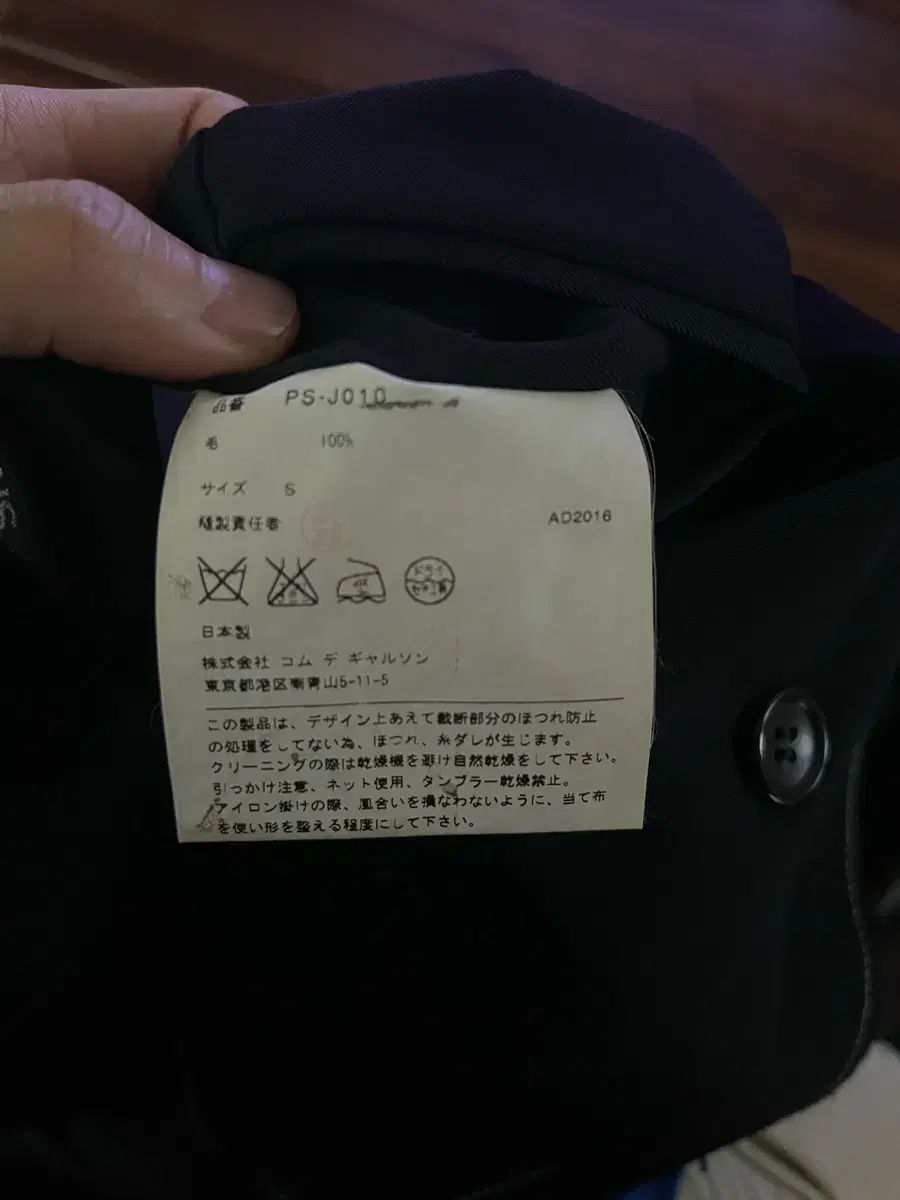 品番 PS-J010
毛 100%
サイズ S
縫製責任者
AD2016
ドライ
セキユ系
日本製
株式会社 コム デ ギャルソン
東京都港区南青山5-11-5
この製品は、デザイン上あえて裁断部分のほつれ防止
の処理をしてない為、ほつれ、糸ダレが生じます。
クリーニングの際は乾燥機を避け自然乾燥をして下さい。
引っかけ注意、ネット使用、タンブラー乾燥禁止。
アイロン掛けの際、風合いを損なわないように、当て布
を使い形を整える程度にして下さい。